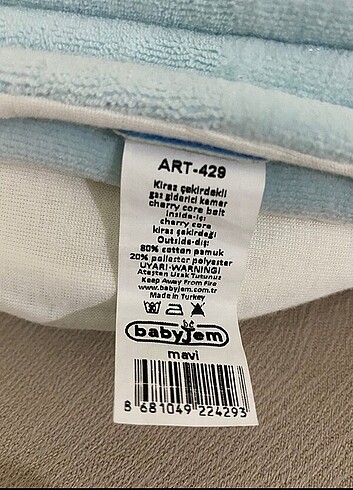 ART-429
Kiraz çekirdekli
gaz giderici kemer
cherry core belt
inside-iç:
cherry core
kiraz çekirdeği
Outside-dış:
80% cotton pamuk
20% poliester polyester
UYARI-WARNING!
Ateşten Uzak Tutunuz
Keep Away From Fire
www.babyjem.com.tr
Made in Turkey
babyjem
mavi
8 681049 224293